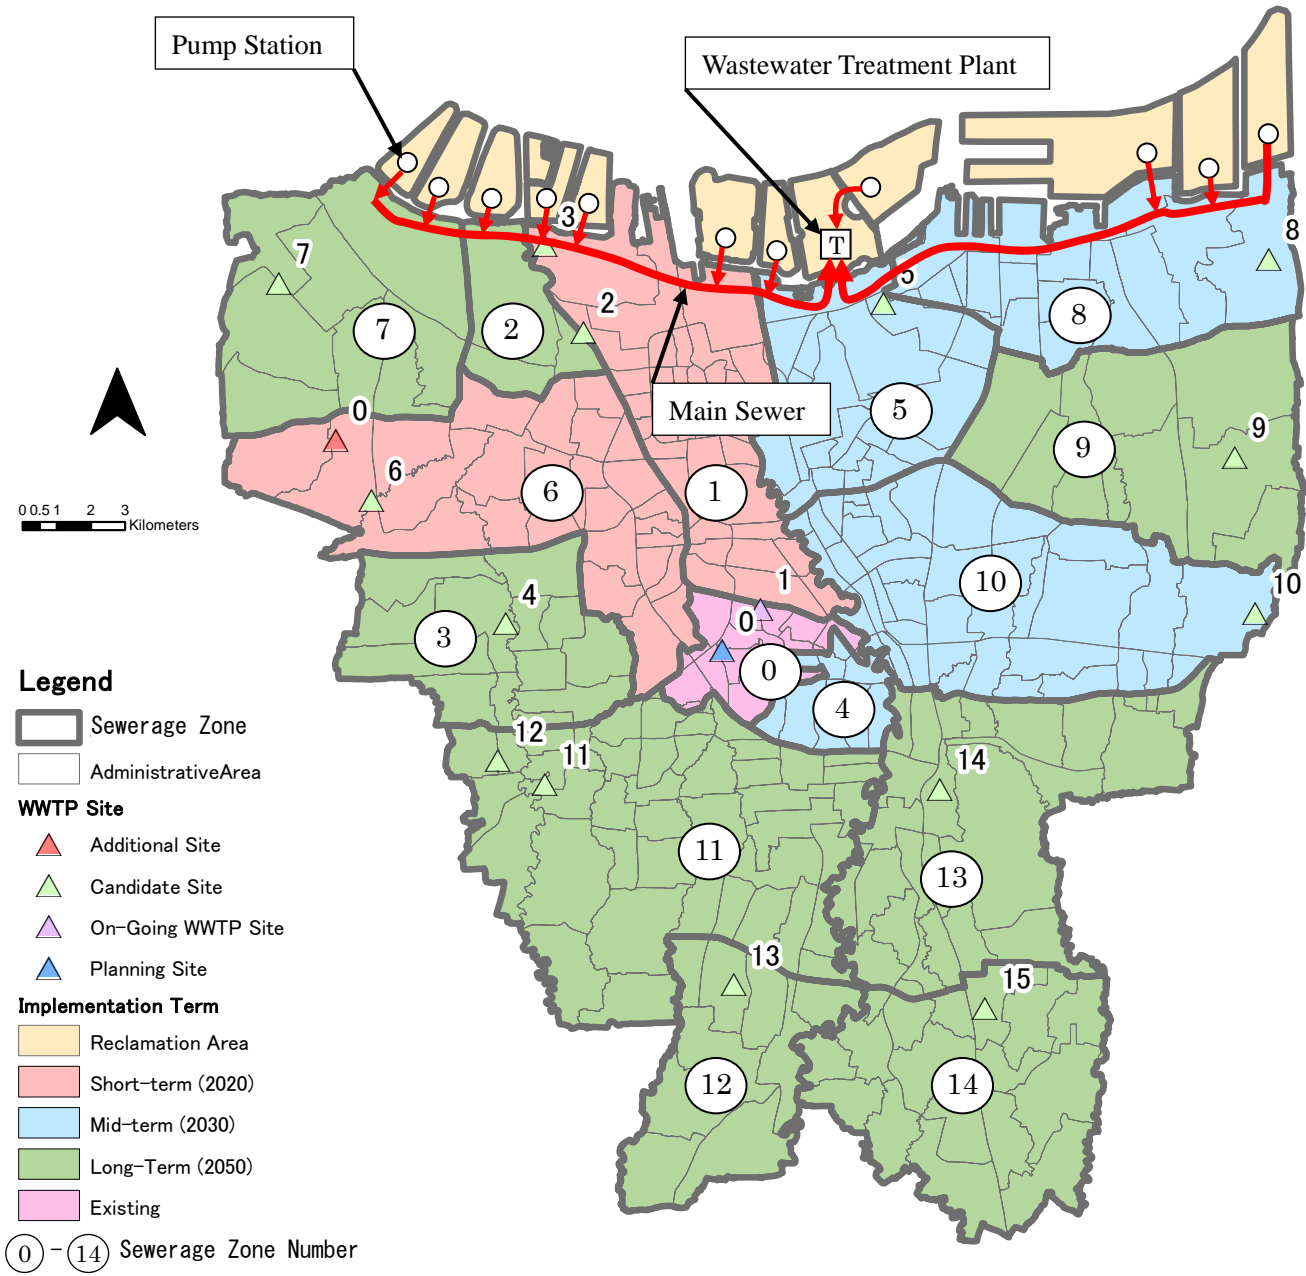 Pump Station
Wastewater Treatment Plant
T
3
8
7
5
2
7
2
8
Main Sewer
0
5
9
9
6
6
1
0 0.5 1 2 3
Kilometers
10
1
10
4
0
3
0
4
12
11
14
11
13
13
15
12
14
Legend
Sewerage Zone
AdministrativeArea
WWTP Site
Additional Site
Candidate Site
On-Going WWTP Site
Planning Site
Implementation Term
Reclamation Area
Short-term (2020)
Mid-term (2030)
Long-Term (2050)
Existing
0 - 14 Sewerage Zone Number